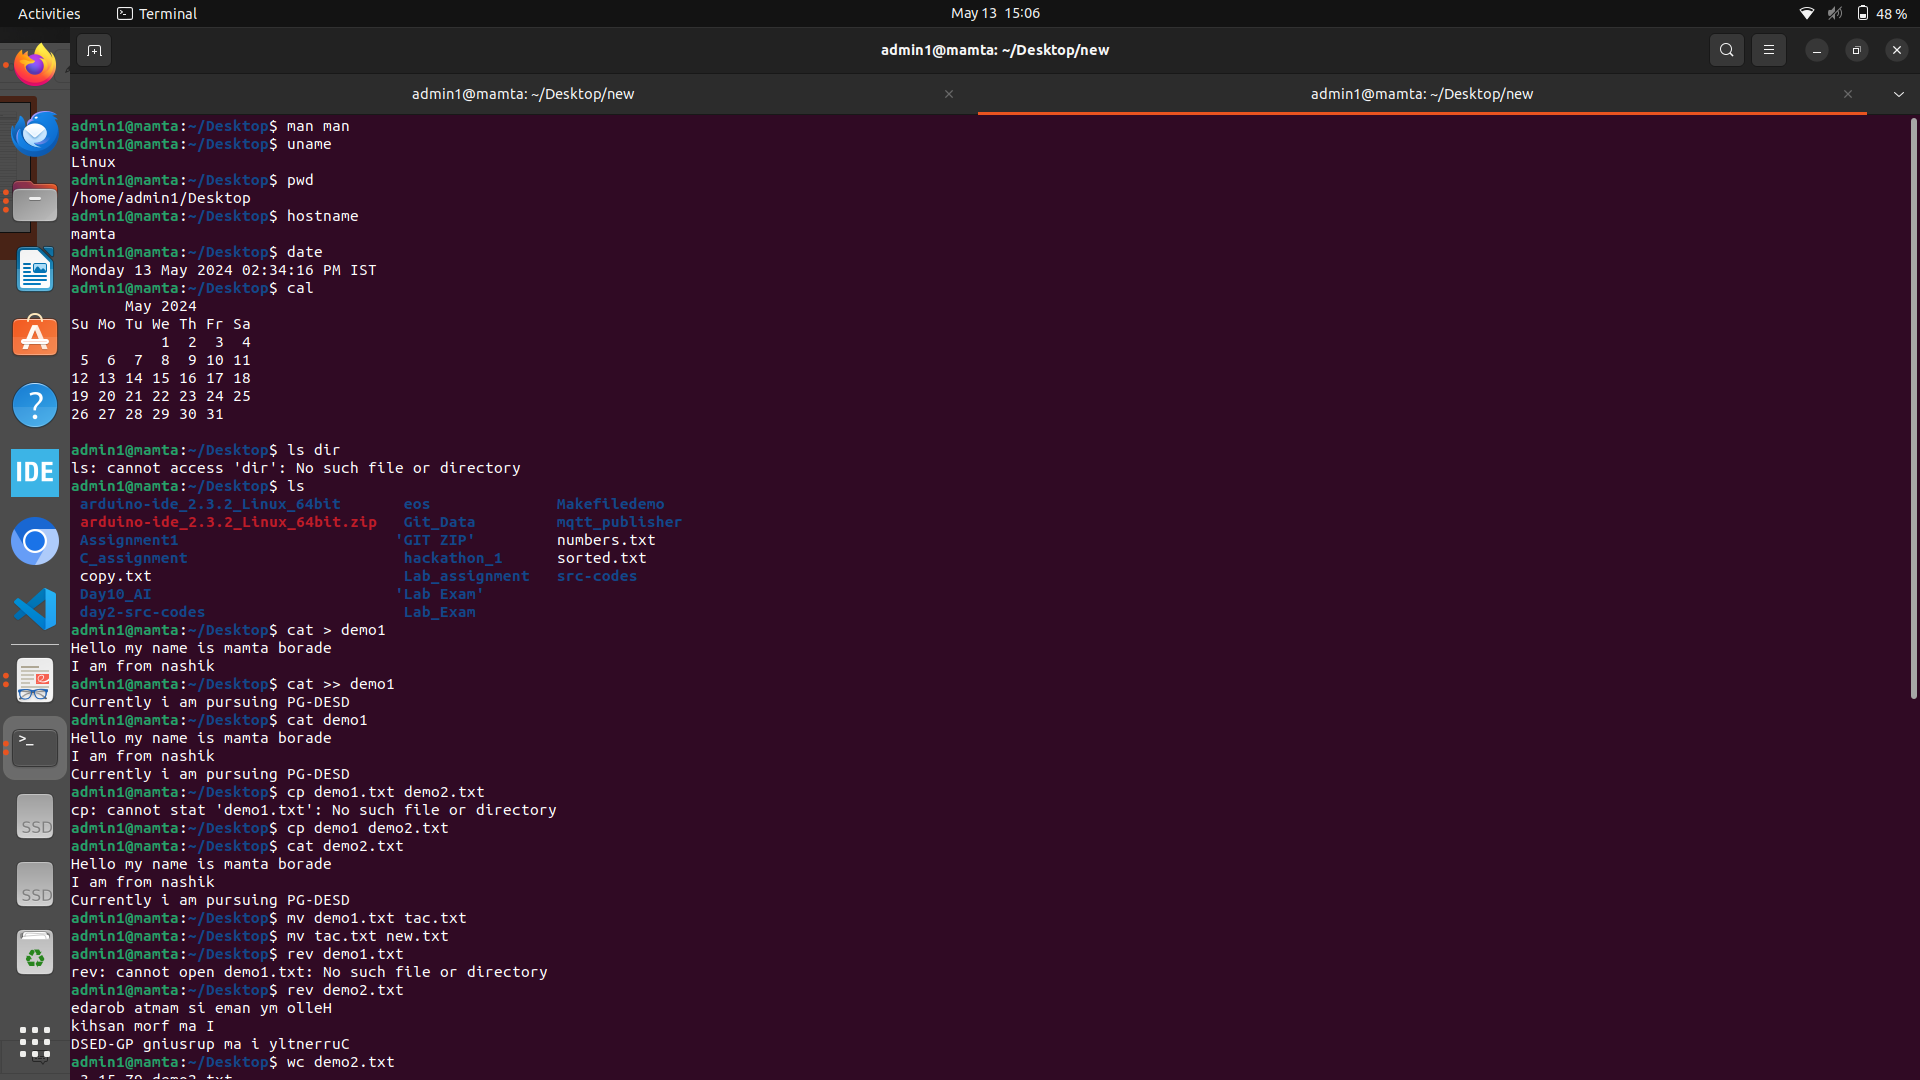 Activities Terminal May 13 15:06 48 %
admin1@mamta: ~/Desktop/new
admin1@mamta: ~/Desktop/new admin1@mamta: ~/Desktop/new
admin1@mamta:~/Desktop$ man man
admin1@mamta:~/Desktop$ uname
Linux
admin1@mamta:~/Desktop$ pwd
/home/admin1/Desktop
admin1@mamta:~/Desktop$ hostname
mamta
admin1@mamta:~/Desktop$ date
Monday 13 May 2024 02:34:16 PM IST
admin1@mamta:~/Desktop$ cal
      May 2024
Su Mo Tu We Th Fr Sa
          1  2  3  4
 5  6  7  8  9 10 11
12 13 14 15 16 17 18
19 20 21 22 23 24 25
26 27 28 29 30 31
admin1@mamta:~/Desktop$ ls dir
ls: cannot access 'dir': No such file or directory
admin1@mamta:~/Desktop$ ls
 arduino-ide_2.3.2_Linux_64bit       eos              Makefiledemo
 arduino-ide_2.3.2_Linux_64bit.zip   Git_Data         mqtt_publisher
 Assignment1                        'GIT ZIP'         numbers.txt
 C_assignment                        hackathon_1      sorted.txt
 copy.txt                            Lab_assignment   src-codes
 Day10_AI                           'Lab Exam'
 day2-src-codes                      Lab_Exam
admin1@mamta:~/Desktop$ cat > demo1
Hello my name is mamta borade
I am from nashik
admin1@mamta:~/Desktop$ cat >> demo1
Currently i am pursuing PG-DESD
admin1@mamta:~/Desktop$ cat demo1
Hello my name is mamta borade
I am from nashik
Currently i am pursuing PG-DESD
admin1@mamta:~/Desktop$ cp demo1.txt demo2.txt
cp: cannot stat 'demo1.txt': No such file or directory
admin1@mamta:~/Desktop$ cp demo1 demo2.txt
admin1@mamta:~/Desktop$ cat demo2.txt
Hello my name is mamta borade
I am from nashik
Currently i am pursuing PG-DESD
admin1@mamta:~/Desktop$ mv demo1.txt tac.txt
admin1@mamta:~/Desktop$ mv tac.txt new.txt
admin1@mamta:~/Desktop$ rev demo1.txt
rev: cannot open demo1.txt: No such file or directory
admin1@mamta:~/Desktop$ rev demo2.txt
edarob atmam si eman ym olleH
kihsan morf ma I
DSED-GP gniusrup ma i yltnerruC
admin1@mamta:~/Desktop$ wc demo2.txt
 3 15 79 demo2.txt
IDE
SSD
SSD